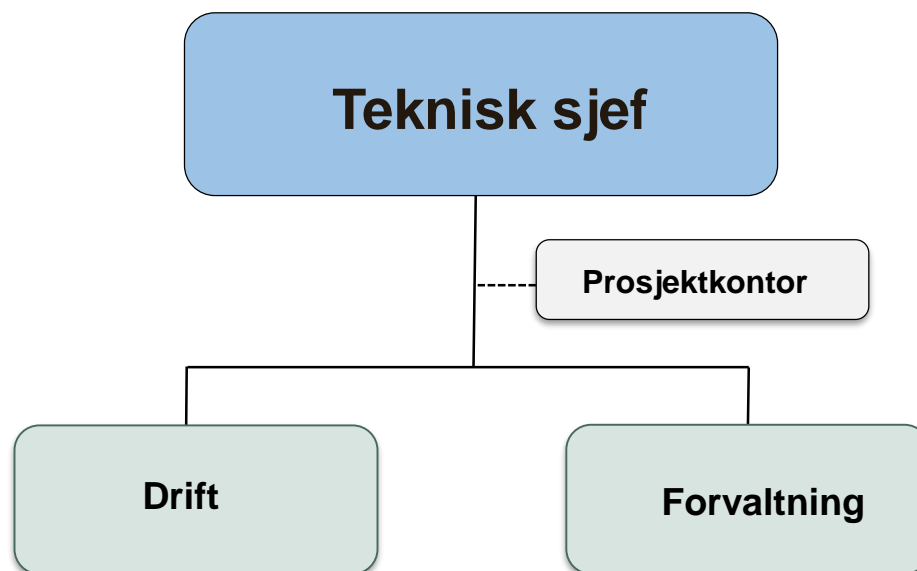 Teknisk sjef
Prosjektkontor
Drift
Forvaltning